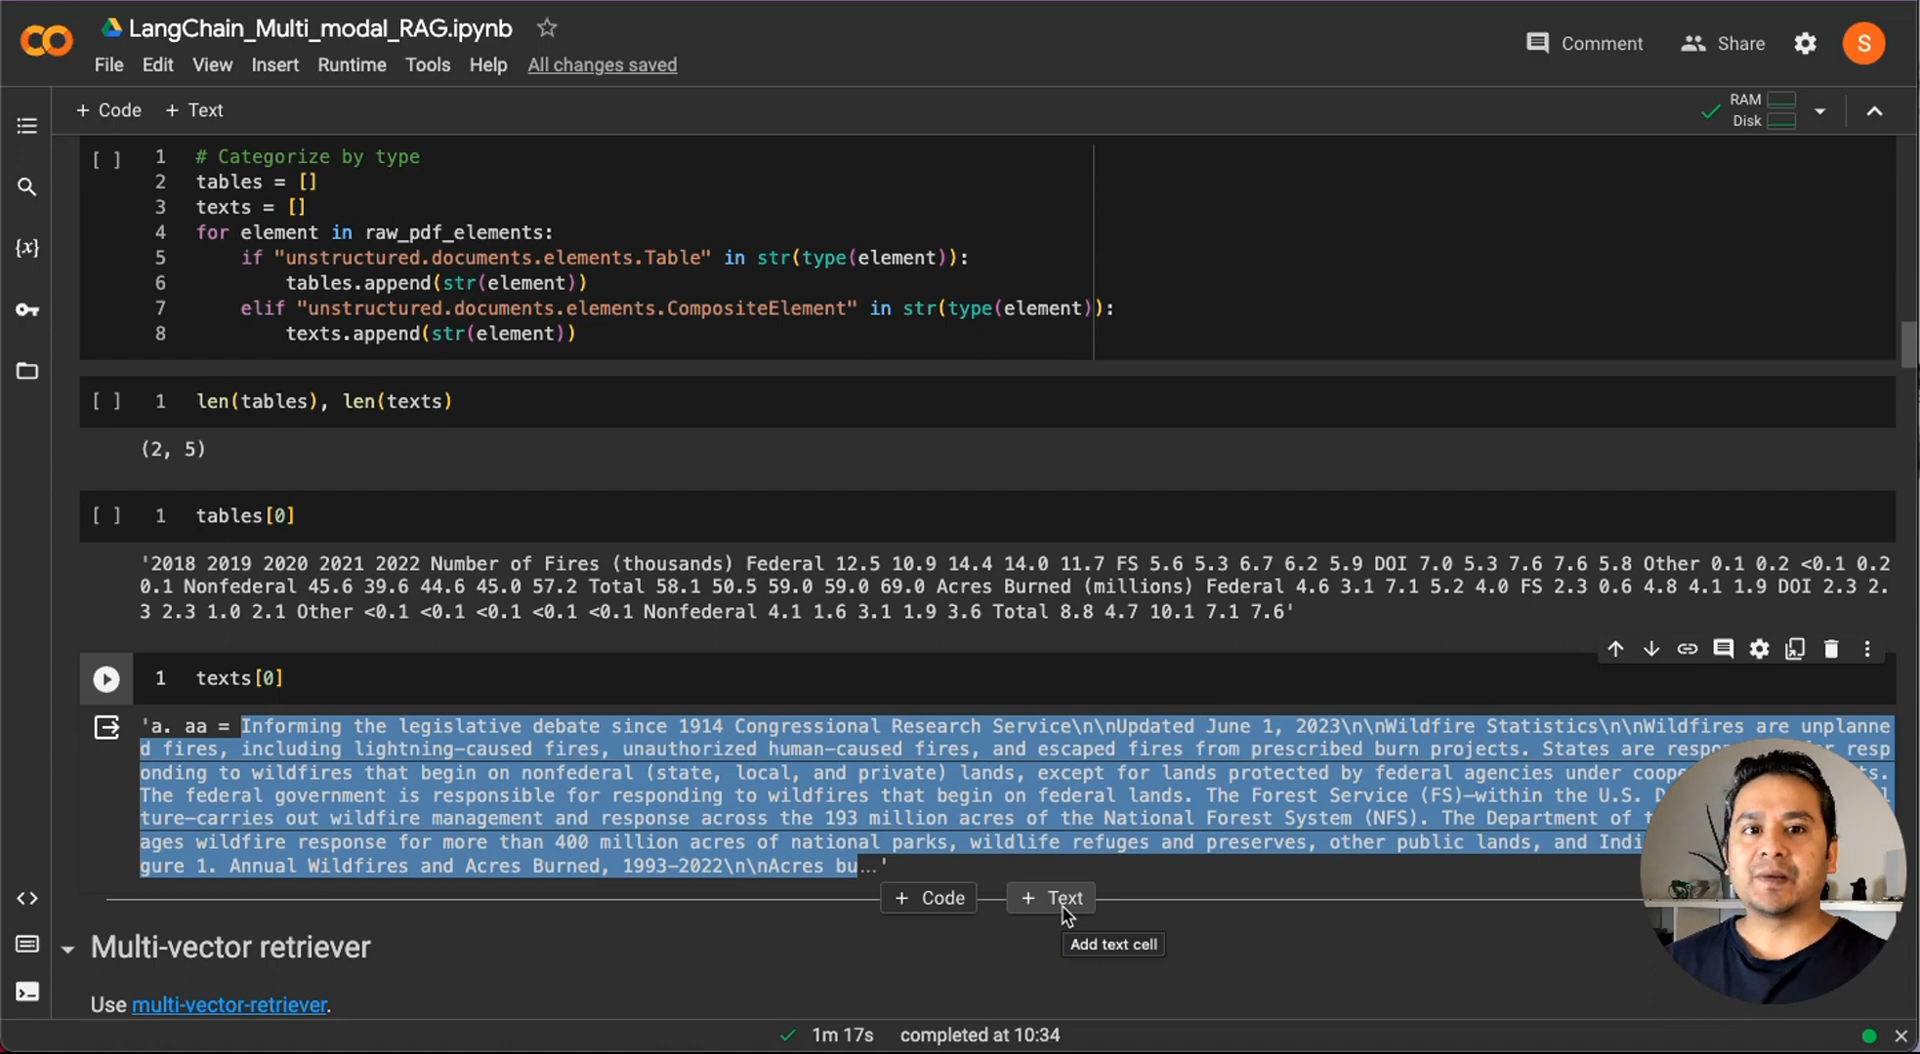 LangChain_Multi_modal_RAG.ipynb
Comment Share S
File Edit View Insert Runtime Tools Help All changes saved
+ Code + Text
RAM
Disk
[ ] 1 # Categorize by type
2 tables = []
3 texts = []
4 for element in raw_pdf_elements:
5 if "unstructured.documents.elements.Table" in str(type(element)):
6 tables.append(str(element))
7 elif "unstructured.documents.elements.CompositeElement" in str(type(element)):
8 texts.append(str(element))
[ ] 1 len(tables), len(texts)
(2, 5)
[ ] 1 tables[0]
'2018 2019 2020 2021 2022 Number of Fires (thousands) Federal 12.5 10.9 14.4 14.0 11.7 FS 5.6 5.3 6.7 6.2 5.9 DOI 7.0 5.3 7.6 7.6 5.8 Other 0.1 0.2 <0.1 0.2
0.1 Nonfederal 45.6 39.6 44.6 45.0 57.2 Total 58.1 50.5 59.0 59.0 69.0 Acres Burned (millions) Federal 4.6 3.1 7.1 5.2 4.0 FS 2.3 0.6 4.8 4.1 1.9 DOI 2.3 2.
3 2.3 1.0 2.1 Other <0.1 <0.1 <0.1 <0.1 <0.1 Nonfederal 4.1 1.6 3.1 1.9 3.6 Total 8.8 4.7 10.1 7.1 7.6'
1 texts[0]
'a. aa = Informing the legislative debate since 1914 Congressional Research Service\n\nUpdated June 1, 2023\n\nWildfire Statistics\n\nWildfires are unplanne
d fires, including lightning-caused fires, unauthorized human-caused fires, and escaped fires from prescribed burn projects. States are resp resp
onding to wildfires that begin on nonfederal (state, local, and private) lands, except for lands protected by federal agencies under coope
The federal government is responsible for responding to wildfires that begin on federal lands. The Forest Service (FS)—within the U.S. D
ture—carries out wildfire management and response across the 193 million acres of the National Forest System (NFS). The Department of
ages wildfire response for more than 400 million acres of national parks, wildlife refuges and preserves, other public lands, and Indi
gure 1. Annual Wildfires and Acres Burned, 1993–2022\n\nAcres bu...'
+ Code + Text
Add text cell
Multi-vector retriever
Use multi-vector-retriever.
1m 17s completed at 10:34